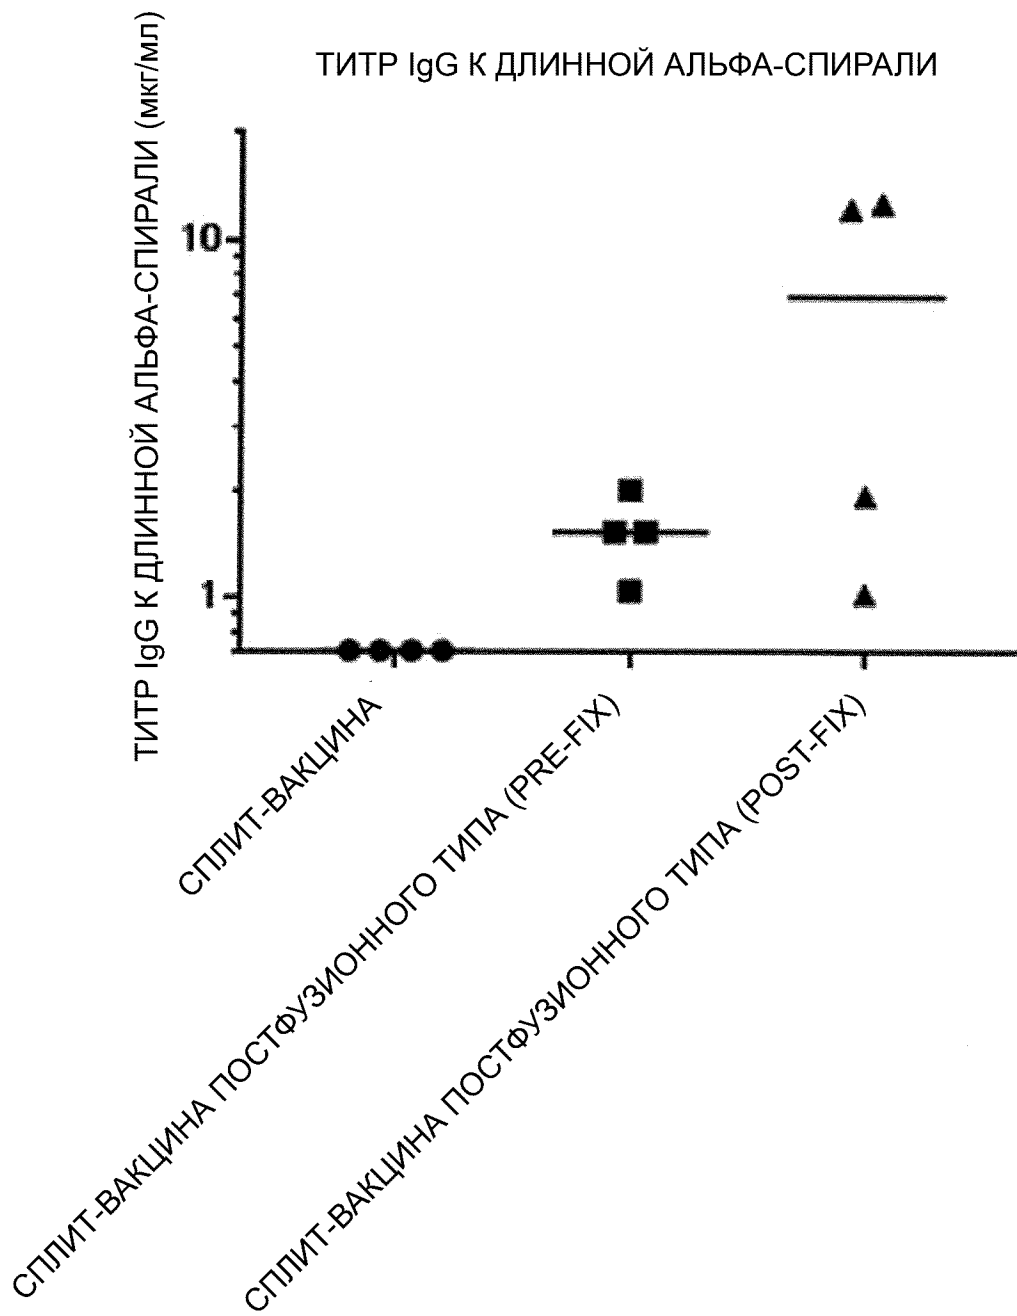 ТИТР IgG К ДЛИННОЙ АЛЬФА-СПИРАЛИ
ТИТР IgG К ДЛИННОЙ АЛЬФА-СПИРАЛИ (мкг/мл)
10
1
СПЛИТ-ВАКЦИНА
СПЛИТ-ВАКЦИНА ПОСТФУЗИОННОГО ТИПА (PRE-FIX)
СПЛИТ-ВАКЦИНА ПОСТФУЗИОННОГО ТИПА (POST-FIX)